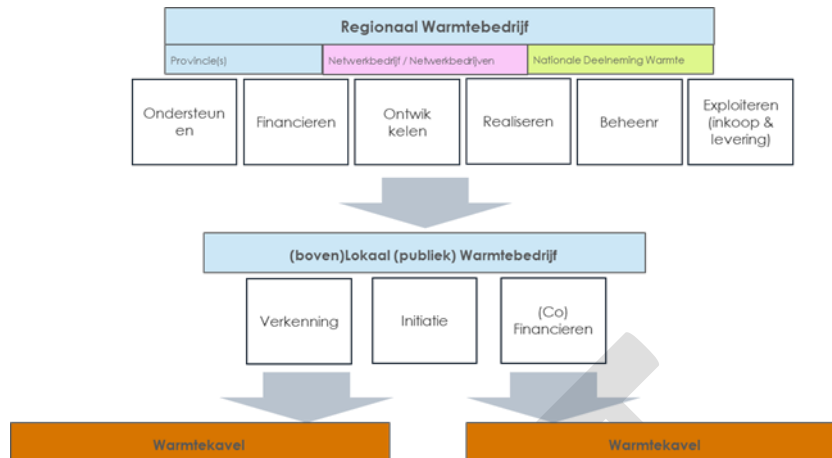 Regionaal Warmtebedrijf
Provincie(s)
Netwerkbedrijf / Netwerkbedrijven
Nationale Deelneming Warmte
Ondersteun
en
Financieren
Ontwik
kelen
Realiseren
Beheenr
Exploiteren
(inkoop &
levering)
(boven)Lokaal (publiek) Warmtebedrijf
Verkenning
Initiatie
(Co)
Financieren
Warmtekavel
Warmtekavel